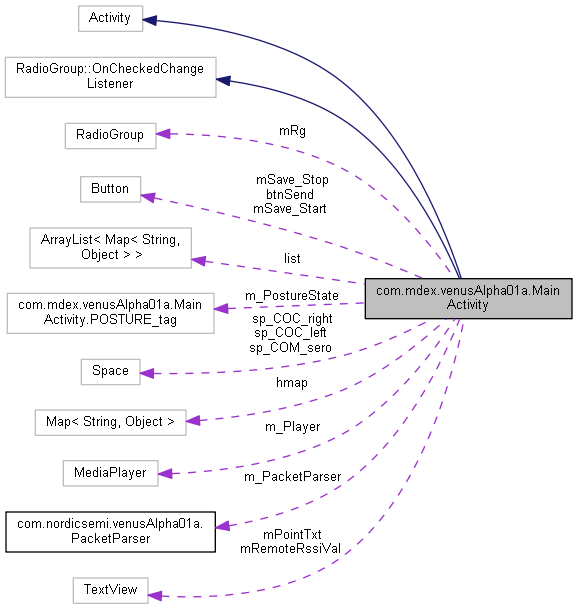 Activity
RadioGroup::OnCheckedChange
Listener
RadioGroup
mRg
Button
mSave_Stop
btnSend
mSave_Start
ArrayList< Map< String,
Object > >
list
com.mdex.venusAlpha01a.Main
Activity
com.mdex.venusAlpha01a.Main
Activity.POSTURE_tag
m_PostureState
sp_COC_right
sp_COC_left
sp_COM_sero
Space
hmap
Map< String, Object >
m_Player
MediaPlayer
m_PacketParser
com.nordicsemi.venusAlpha01a.
PacketParser
mPointTxt
mRemoteRssiVal
TextView